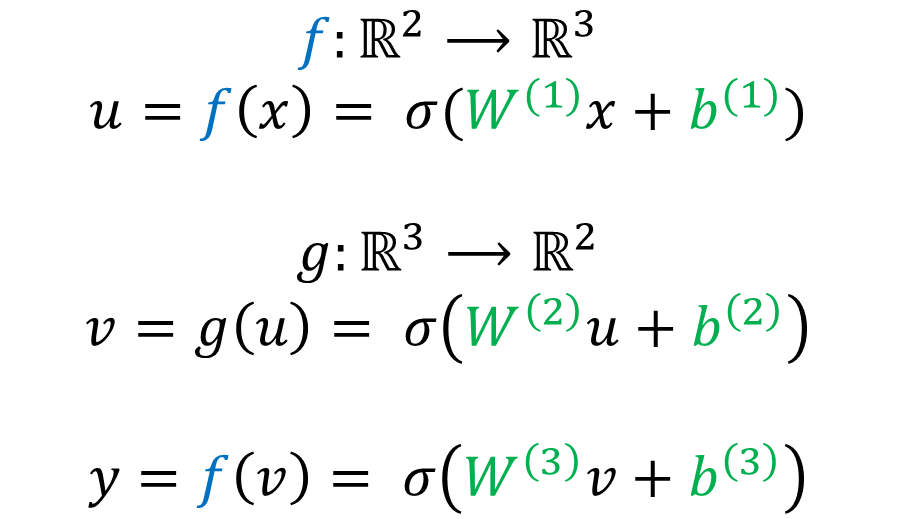 f: ℝ² ⟶ ℝ³
u = f(x) = σ(W⁽¹⁾x + b⁽¹⁾)
g: ℝ³ ⟶ ℝ²
v = g(u) = σ(W⁽²⁾u + b⁽²⁾)
y = f(v) = σ(W⁽³⁾v + b⁽³⁾)